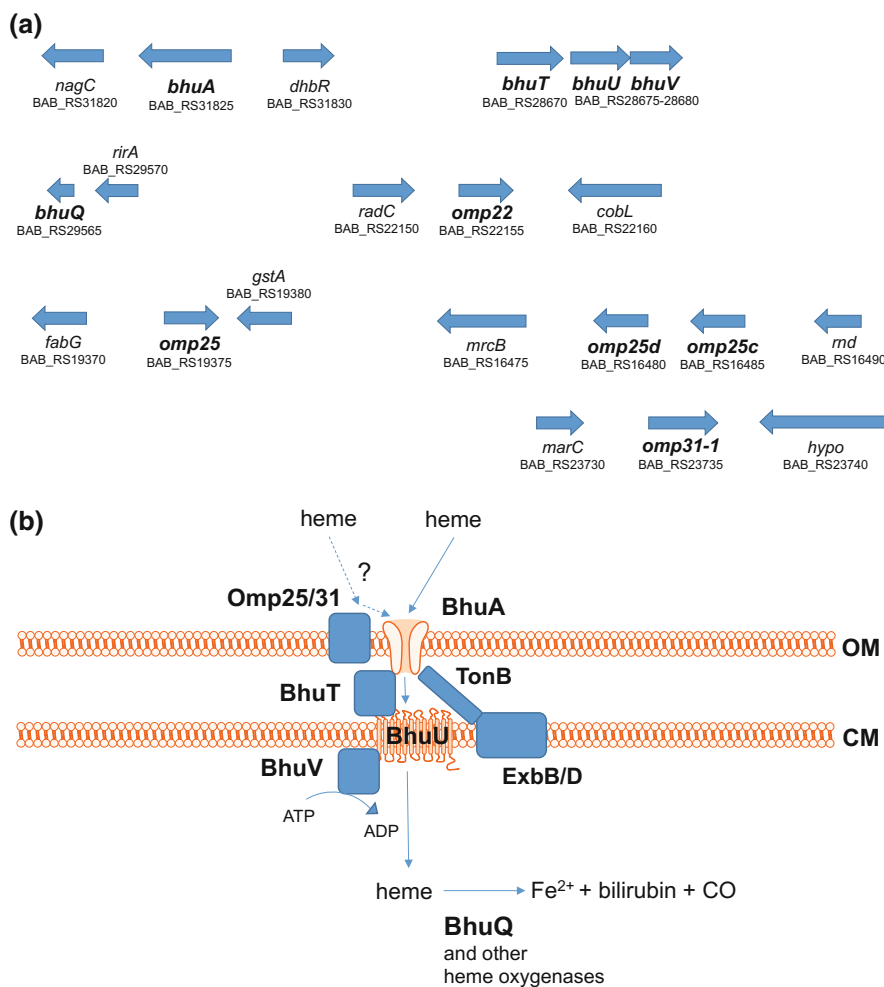 (a)
nagC
BAB_RS31820
bhuA
BAB_RS31825
dhbR
BAB_RS31830
bhuT
BAB_RS28670
bhuU bhuV
BAB_RS28675-28680
rirA
BAB_RS29570
bhuQ
BAB_RS29565
radC
BAB_RS22150
omp22
BAB_RS22155
cobL
BAB_RS22160
gstA
BAB_RS19380
fabG
BAB_RS19370
omp25
BAB_RS19375
mrcB
BAB_RS16475
omp25d
BAB_RS16480
omp25c
BAB_RS16485
rnd
BAB_RS16490
marC
BAB_RS23730
omp31-1
BAB_RS23735
hypo
BAB_RS23740
(b)
heme
heme
?
Omp25/31
BhuA
OM
BhuT
TonB
BhuU
CM
BhuV
ExbB/D
ATP
ADP
heme
Fe²⁺ + bilirubin + CO
BhuQ
and other
heme oxygenases